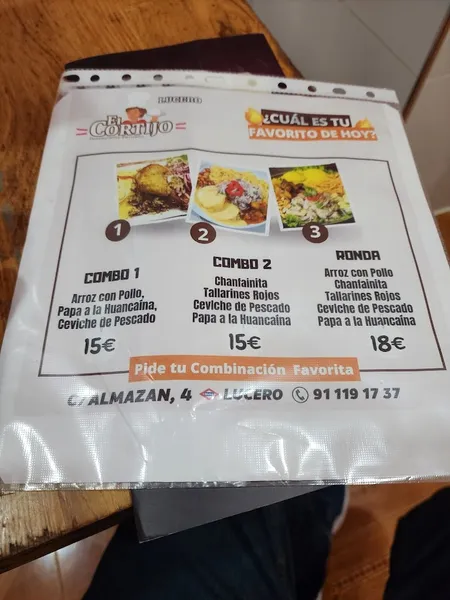 LUCERO
El
CORTIJO
¿CUÁL ES TU
FAVORITO DE HOY?
1
2
3
COMBO 1
Arroz con Pollo,
Papa a la Huancaína,
Ceviche de Pescado
15€
COMBO 2
Chanfainita
Tallarines Rojos
Ceviche de Pescado
Papa a la Huancaína
15€
RONDA
Arroz con Pollo
Chanfainita
Tallarines Rojos
Ceviche de Pescado
Papa a la Huancaína
18€
Pide tu Combinación Favorita
C/ ALMAZAN, 4 LUCERO 91 119 17 37